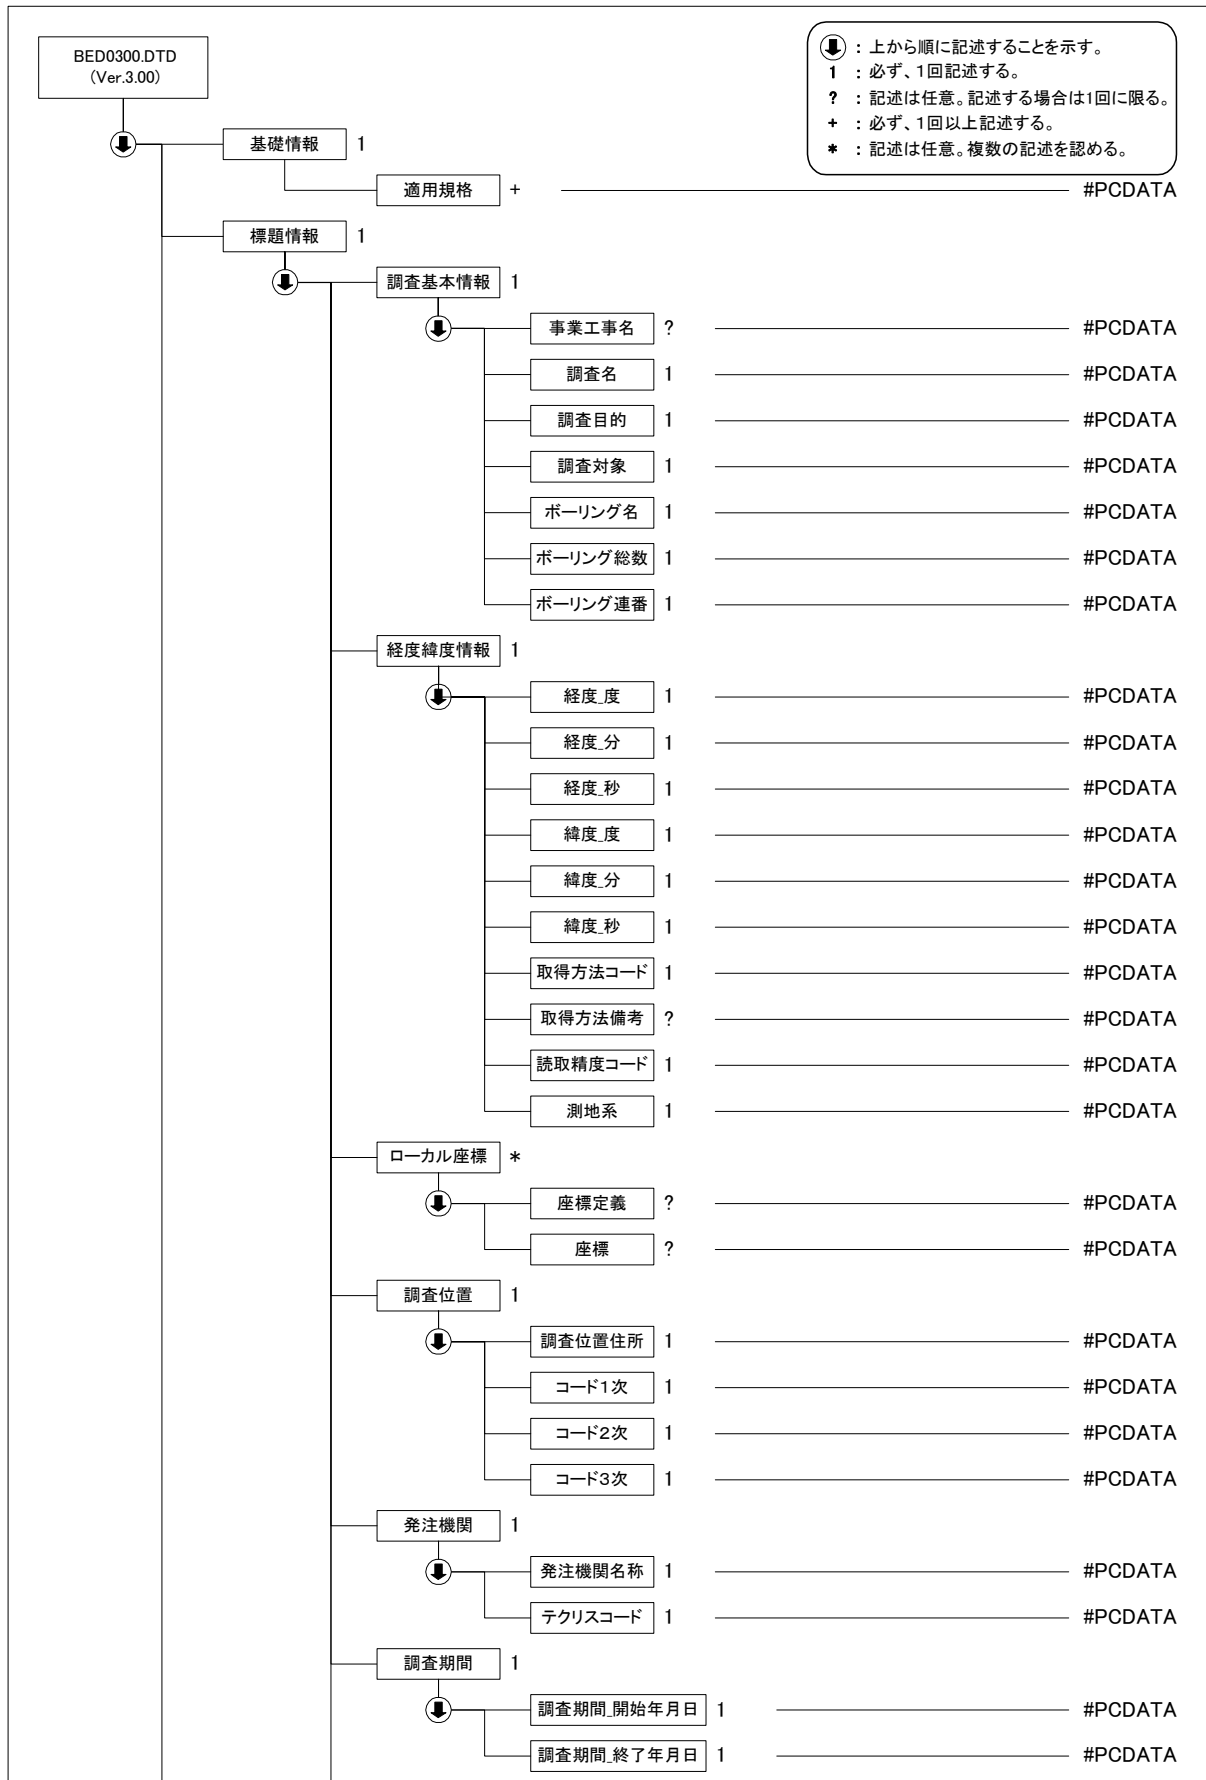 BED0300.DTD
(Ver.3.00)
：上から順に記述することを示す。
1 ：必ず、1回記述する。
? ：記述は任意。記述する場合は1回に限る。
+ ：必ず、1回以上記述する。
* ：記述は任意。複数の記述を認める。
基礎情報 1
適用規格 + #PCDATA
標題情報 1
調査基本情報 1
事業工事名 ? #PCDATA
調査名 1 #PCDATA
調査目的 1 #PCDATA
調査対象 1 #PCDATA
ボーリング名 1 #PCDATA
ボーリング総数 1 #PCDATA
ボーリング連番 1 #PCDATA
経度緯度情報 1
経度_度 1 #PCDATA
経度_分 1 #PCDATA
経度_秒 1 #PCDATA
緯度_度 1 #PCDATA
緯度_分 1 #PCDATA
緯度_秒 1 #PCDATA
取得方法コード 1 #PCDATA
取得方法備考 ? #PCDATA
読取精度コード 1 #PCDATA
測地系 1 #PCDATA
ローカル座標 *
座標定義 ? #PCDATA
座標 ? #PCDATA
調査位置 1
調査位置住所 1 #PCDATA
コード1次 1 #PCDATA
コード2次 1 #PCDATA
コード3次 1 #PCDATA
発注機関 1
発注機関名称 1 #PCDATA
テクリスコード 1 #PCDATA
調査期間 1
調査期間_開始年月日 1 #PCDATA
調査期間_終了年月日 1 #PCDATA